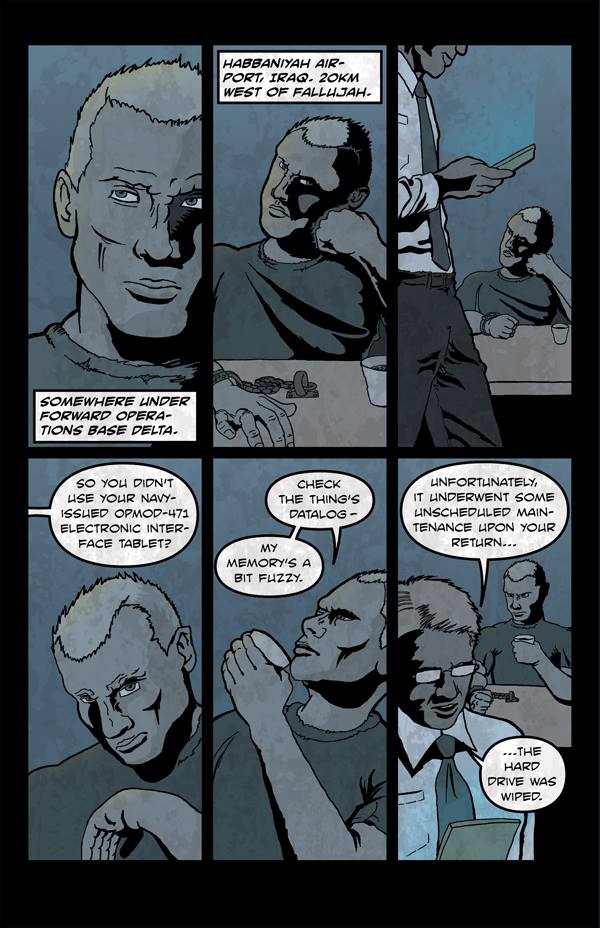 SOMEWHERE UNDER
FORWARD OPERA-
TIONS BASE DELTA.
HABBANIYAH AIR-
PORT, IRAQ. 20KM
WEST OF FALLUJAH.
SO YOU DIDN'T
USE YOUR NAVY-
ISSUED OPMOD-471
ELECTRONIC INTER-
FACE TABLET?
CHECK
THE THING'S
DATALOG -
MY
MEMORY'S A
BIT FUZZY.
UNFORTUNATELY,
IT UNDERWENT SOME
UNSCHEDULED MAIN-
TENANCE UPON YOUR
RETURN...
...THE
HARD
DRIVE WAS
WIPED.